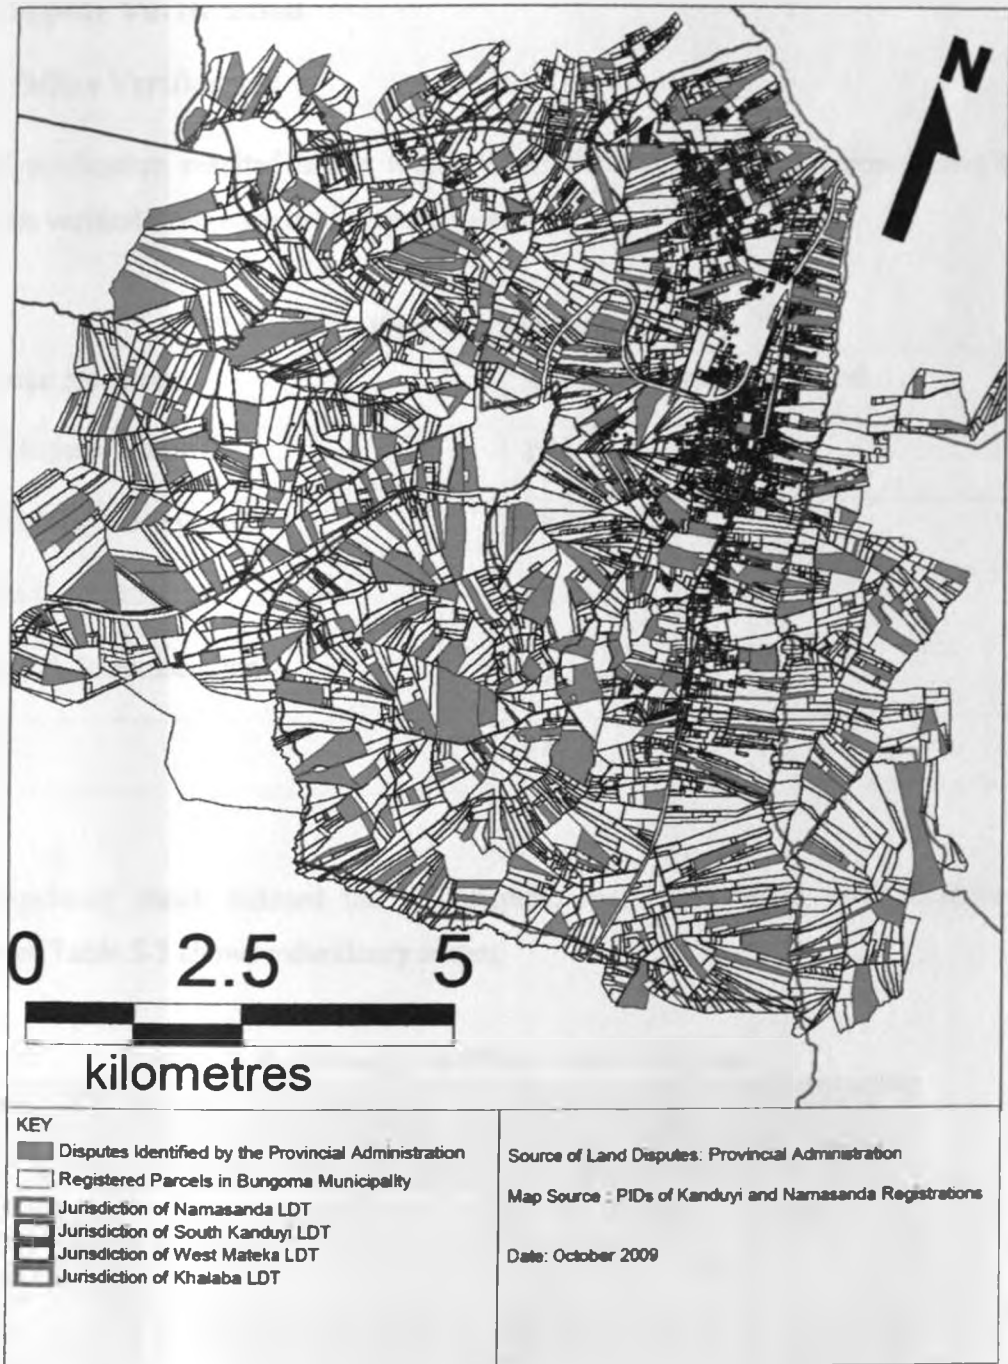 N
0 2.5 5
kilometres
KEY
Disputes Identified by the Provincial Administration
Registered Parcels in Bungoma Municipality
Jurisdiction of Namasanda LDT
Jurisdiction of South Kanduyi LDT
Jurisdiction of West Mateka LDT
Jurisdiction of Khalaba LDT
Source of Land Disputes: Provincial Administration
Map Source : PIDs of Kanduyi and Namasanda Registrations
Date: October 2009